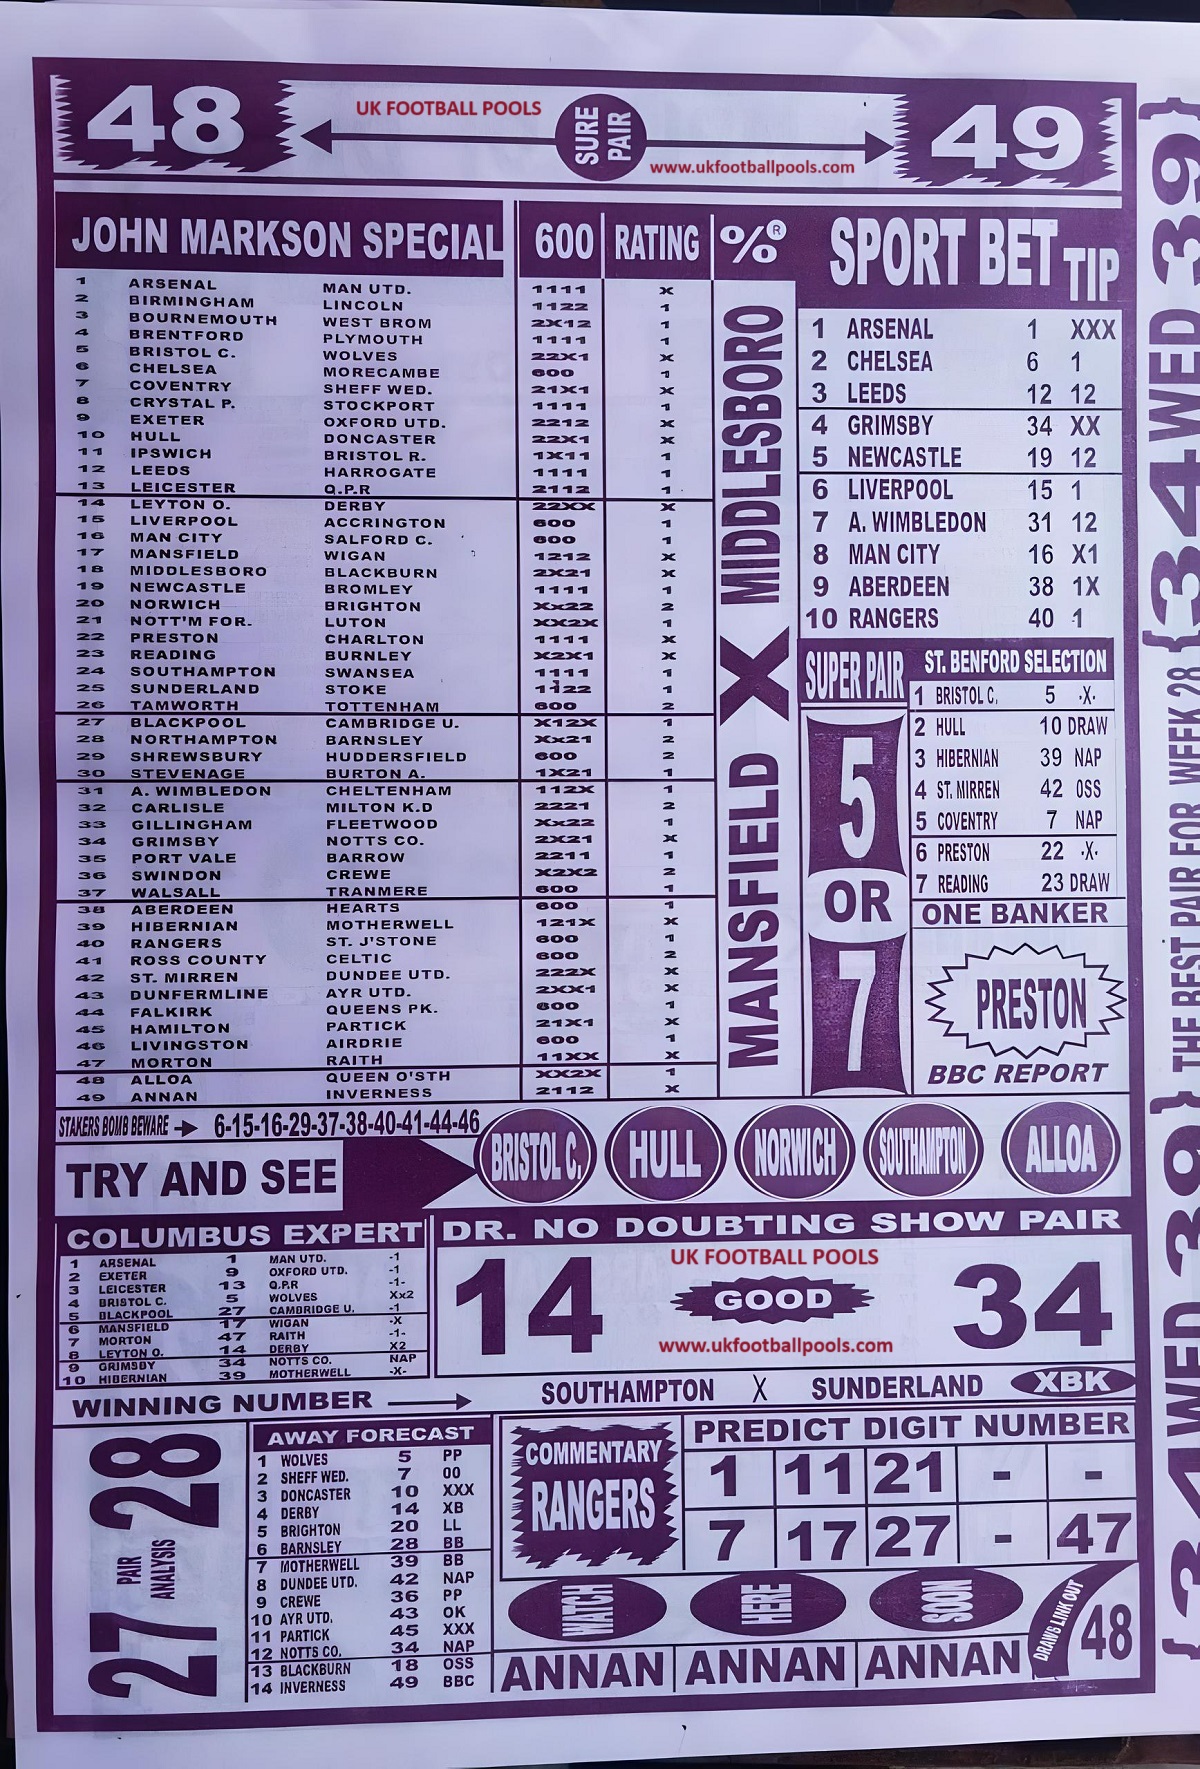 48
UK FOOTBALL POOLS
SURE PAIR
www.ukfootballpools.com
49
JOHN MARKSON SPECIAL 600 RATING
1 ARSENAL MAN UTD. 1111 X
2 BIRMINGHAM LINCOLN 1122 1
3 BOURNEMOUTH WEST BROM 2X12 1
4 BRENTFORD PLYMOUTH 1111 1
5 BRISTOL C. WOLVES 22X1 X
6 CHELSEA MORECAMBE 600 1
7 COVENTRY SHEFF WED. 21X1 X
8 CRYSTAL P. STOCKPORT 1111 1
9 EXETER OXFORD UTD. 2212 X
10 HULL DONCASTER 22X1 X
11 IPSWICH BRISTOL R. 1X11 1
12 LEEDS HARROGATE 1111 1
13 LEICESTER Q.P.R 2112 1
14 LEYTON O. DERBY 22XX X
15 LIVERPOOL ACCRINGTON 600 1
16 MAN CITY SALFORD C. 600 1
17 MANSFIELD WIGAN 1212 X
18 MIDDLESBORO BLACKBURN 2X21 X
19 NEWCASTLE BROMLEY 1111 1
20 NORWICH BRIGHTON Xx22 2
21 NOTT'M FOR. LUTON XX2X 1
22 PRESTON CHARLTON 1111 X
23 READING BURNLEY X2X1 X
24 SOUTHAMPTON SWANSEA 1111 1
25 SUNDERLAND STOKE 1122 1
26 TAMWORTH TOTTENHAM 600 2
27 BLACKPOOL CAMBRIDGE U. X12X 1
28 NORTHAMPTON BARNSLEY Xx21 2
29 SHREWSBURY HUDDERSFIELD 600 2
30 STEVENAGE BURTON A. 1X21 1
31 A. WIMBLEDON CHELTENHAM 112X 1
32 CARLISLE MILTON K.D 2221 2
33 GILLINGHAM FLEETWOOD Xx22 1
34 GRIMSBY NOTTS CO. 2X21 X
35 PORT VALE BARROW 2211 1
36 SWINDON CREWE X2X2 2
37 WALSALL TRANMERE 600 1
38 ABERDEEN HEARTS 600 1
39 HIBERNIAN MOTHERWELL 121X X
40 RANGERS ST. J'STONE 600 1
41 ROSS COUNTY CELTIC 600 2
42 ST. MIRREN DUNDEE UTD. 222X X
43 DUNFERMLINE AYR UTD. 2XX1 X
44 FALKIRK QUEENS PK. 600 1
45 HAMILTON PARTICK 21X1 X
46 LIVINGSTON AIRDRIE 600 1
47 MORTON RAITH 11XX X
48 ALLOA QUEEN O'STH XX2X 1
49 ANNAN INVERNESS 2112 X
%®
MANSFIELD X MIDDLESBORO
SPORT BET TIP
1 ARSENAL 1 XXX
2 CHELSEA 6 1
3 LEEDS 12 12
4 GRIMSBY 34 XX
5 NEWCASTLE 19 12
6 LIVERPOOL 15 1
7 A. WIMBLEDON 31 12
8 MAN CITY 16 X1
9 ABERDEEN 38 1X
10 RANGERS 40 1
SUPER PAIR
5
OR
7
ST. BENFORD SELECTION
1 BRISTOL C. 5 -X-
2 HULL 10 DRAW
3 HIBERNIAN 39 NAP
4 ST. MIRREN 42 OSS
5 COVENTRY 7 NAP
6 PRESTON 22 -X-
7 READING 23 DRAW
ONE BANKER
PRESTON
BBC REPORT
STAKERS BOMB BEWARE 6-15-16-29-37-38-40-41-44-46
TRY AND SEE
BRISTOL C. HULL NORWICH SOUTHAMPTON ALLOA
COLUMBUS EXPERT
1 ARSENAL 1 MAN UTD. -1
2 EXETER 9 OXFORD UTD. -1
3 LEICESTER 13 Q.P.R -1-
4 BRISTOL C. 5 WOLVES Xx2
5 BLACKPOOL 27 CAMBRIDGE U. -1
6 MANSFIELD 17 WIGAN -X
7 MORTON 47 RAITH -1-
8 LEYTON O. 14 DERBY X2
9 GRIMSBY 34 NOTTS CO. NAP
10 HIBERNIAN 39 MOTHERWELL -X-
DR. NO DOUBTING SHOW PAIR
14
UK FOOTBALL POOLS
GOOD
www.ukfootballpools.com
34
WINNING NUMBER SOUTHAMPTON X SUNDERLAND XBK
27 PAIR ANALYSIS 28
AWAY FORECAST
1 WOLVES 5 PP
2 SHEFF WED. 7 00
3 DONCASTER 10 XXX
4 DERBY 14 XB
5 BRIGHTON 20 LL
6 BARNSLEY 28 BB
7 MOTHERWELL 39 BB
8 DUNDEE UTD. 42 NAP
9 CREWE 36 PP
10 AYR UTD. 43 OK
11 PARTICK 45 XXX
12 NOTTS CO. 34 NAP
13 BLACKBURN 18 OSS
14 INVERNESS 49 BBC
COMMENTARY
RANGERS
PREDICT DIGIT NUMBER
1 11 21 - -
7 17 27 - 47
WATCH HERE SOON
ANNAN ANNAN ANNAN
DRAWS LINK OUT
48
{34 WED 39} THE BEST PAIR FOR WEEK 28 {34 WED 39}